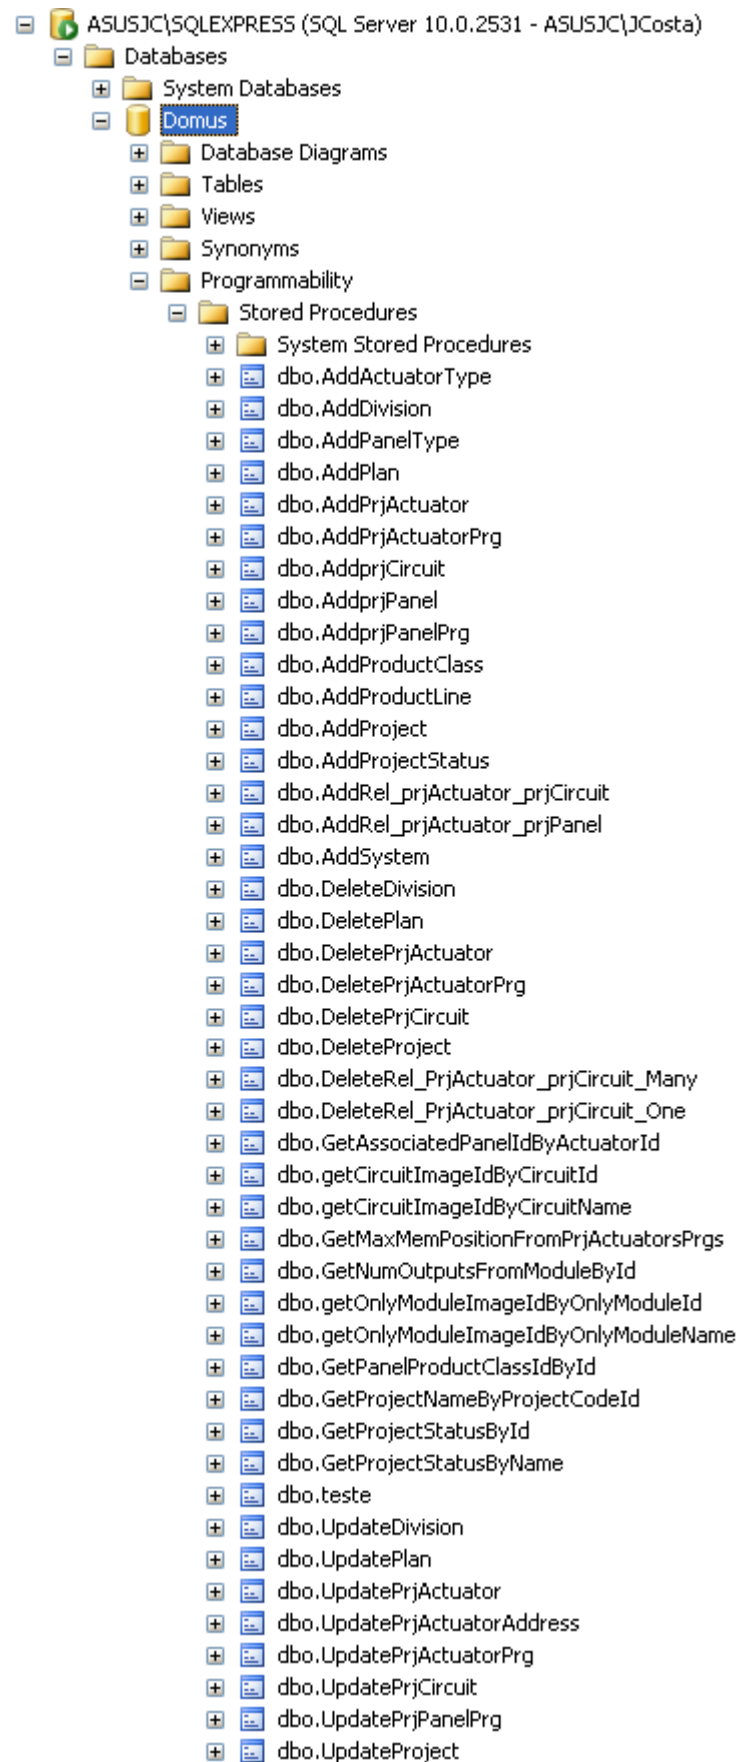 ASUSJC\SQLEXPRESS (SQL Server 10.0.2531 - ASUSJC\JCosta)
Databases
System Databases
Domus
Database Diagrams
Tables
Views
Synonyms
Programmability
Stored Procedures
System Stored Procedures
dbo.AddActuatorType
dbo.AddDivision
dbo.AddPanelType
dbo.AddPlan
dbo.AddPrjActuator
dbo.AddPrjActuatorPrg
dbo.AddprjCircuit
dbo.AddprjPanel
dbo.AddprjPanelPrg
dbo.AddProductClass
dbo.AddProductLine
dbo.AddProject
dbo.AddProjectStatus
dbo.AddRel_prjActuator_prjCircuit
dbo.AddRel_prjActuator_prjPanel
dbo.AddSystem
dbo.DeleteDivision
dbo.DeletePlan
dbo.DeletePrjActuator
dbo.DeletePrjActuatorPrg
dbo.DeletePrjCircuit
dbo.DeleteProject
dbo.DeleteRel_PrjActuator_prjCircuit_Many
dbo.DeleteRel_PrjActuator_prjCircuit_One
dbo.GetAssociatedPanelIdByActuatorId
dbo.getCircuitImageIdByCircuitId
dbo.getCircuitImageIdByCircuitName
dbo.GetMaxMemPositionFromPrjActuatorsPrgs
dbo.GetNumOutputsFromModuleById
dbo.getOnlyModuleImageIdByOnlyModuleId
dbo.getOnlyModuleImageIdByOnlyModuleName
dbo.GetPanelProductClassIdById
dbo.GetProjectNameByProjectCodeId
dbo.GetProjectStatusById
dbo.GetProjectStatusByName
dbo.teste
dbo.UpdateDivision
dbo.UpdatePlan
dbo.UpdatePrjActuator
dbo.UpdatePrjActuatorAddress
dbo.UpdatePrjActuatorPrg
dbo.UpdatePrjCircuit
dbo.UpdatePrjPanelPrg
dbo.UpdateProject